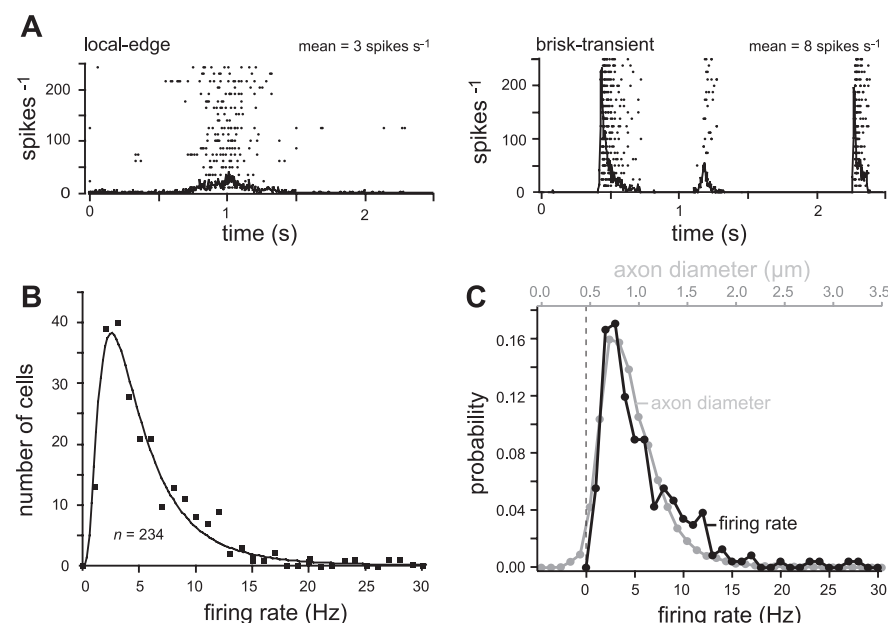 A
local-edge
mean = 3 spikes s-1
spikes -1
200
100
0
0
1
2
time (s)
brisk-transient
mean = 8 spikes s-1
spikes -1
200
100
0
0
1
2
time (s)
B
number of cells
40
30
20
10
0
n = 234
0
5
10
15
20
25
30
firing rate (Hz)
C
axon diameter (µm)
0.0
0.5
1.0
1.5
2.0
2.5
3.0
3.5
probability
0.16
0.12
0.08
0.04
0.00
axon diameter
firing rate
0
5
10
15
20
25
30
firing rate (Hz)